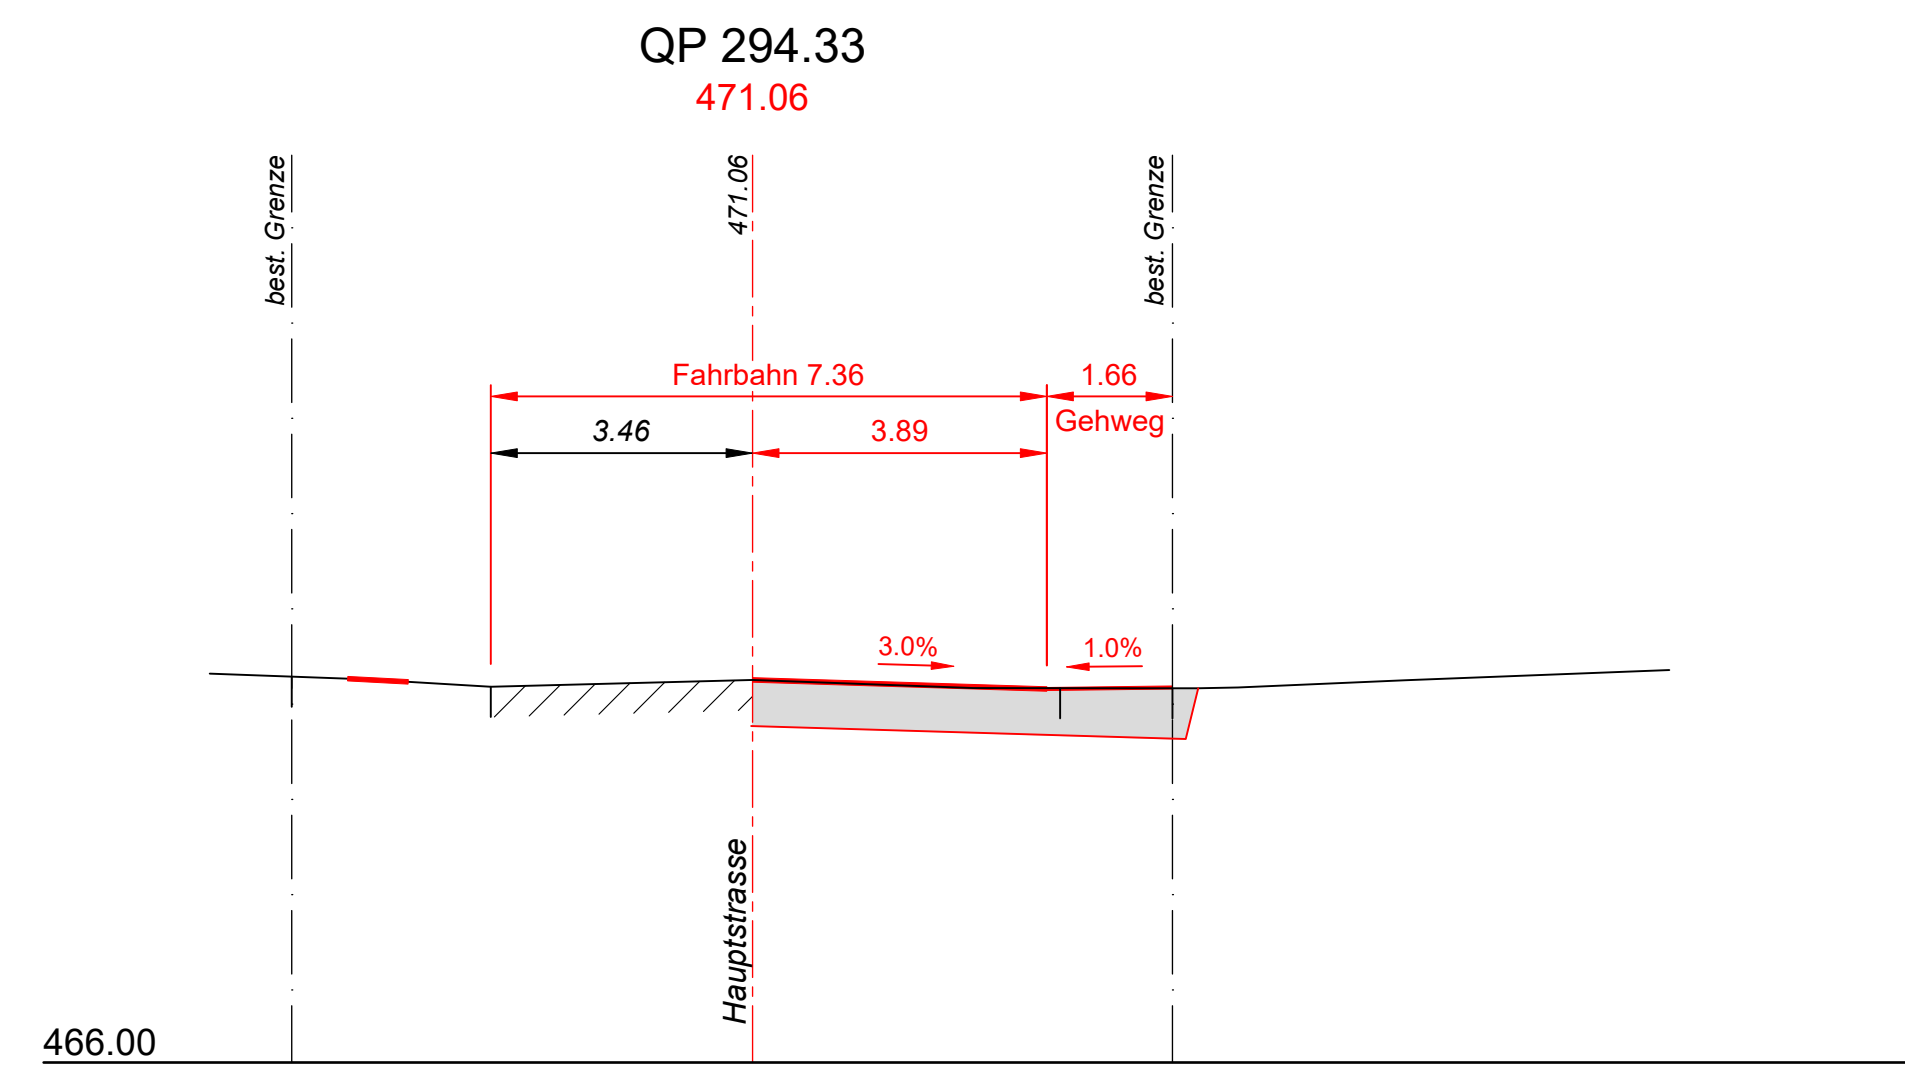 QP 294.33
471.06
best. Grenze
471.06
best. Grenze
Fahrbahn 7.36
1.66
Gehweg
3.46
3.89
3.0%
1.0%
Hauptstrasse
466.00